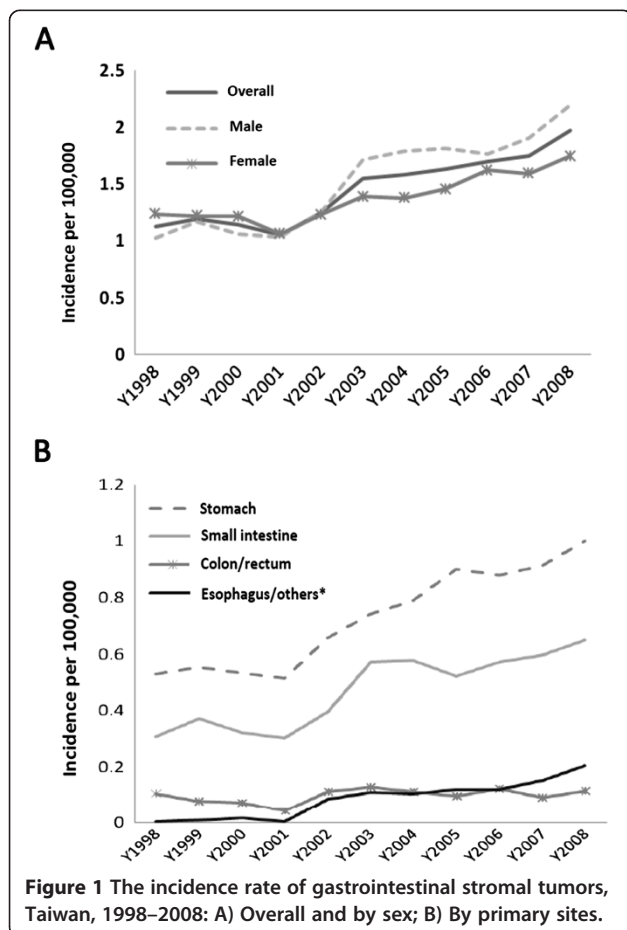 A
2.5
2
1.5
1
0.5
0
Incidence per 100,000
Overall
Male
Female
Y1998
Y1999
Y2000
Y2001
Y2002
Y2003
Y2004
Y2005
Y2006
Y2007
Y2008
B
1.2
1
0.8
0.6
0.4
0.2
0
Incidence per 100,000
Stomach
Small intestine
Colon/rectum
Esophagus/others*
Y1998
Y1999
Y2000
Y2001
Y2002
Y2003
Y2004
Y2005
Y2006
Y2007
Y2008
Figure 1 The incidence rate of gastrointestinal stromal tumors,
Taiwan, 1998–2008: A) Overall and by sex; B) By primary sites.